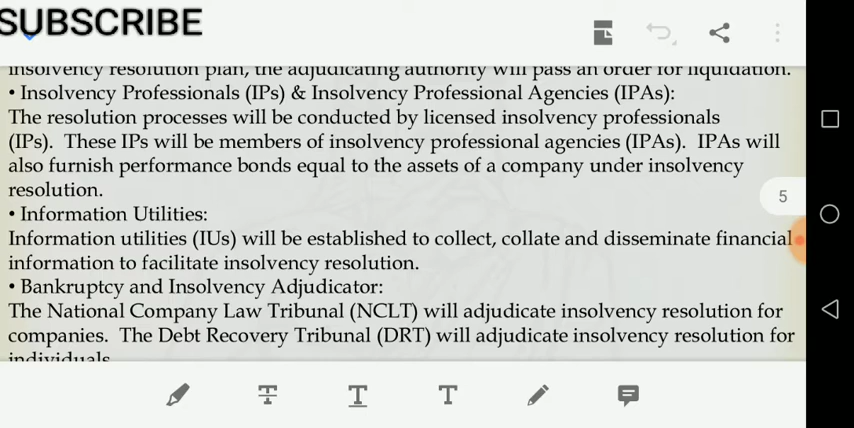 SUBSCRIBE
insolvency resolution plan, the adjudicating authority will pass an order for liquidation.
• Insolvency Professionals (IPs) & Insolvency Professional Agencies (IPAs):
The resolution processes will be conducted by licensed insolvency professionals
(IPs).  These IPs will be members of insolvency professional agencies (IPAs).  IPAs will
also furnish performance bonds equal to the assets of a company under insolvency
resolution.
5
• Information Utilities:
Information utilities (IUs) will be established to collect, collate and disseminate financial
information to facilitate insolvency resolution.
• Bankruptcy and Insolvency Adjudicator:
The National Company Law Tribunal (NCLT) will adjudicate insolvency resolution for
companies.  The Debt Recovery Tribunal (DRT) will adjudicate insolvency resolution for
individuals